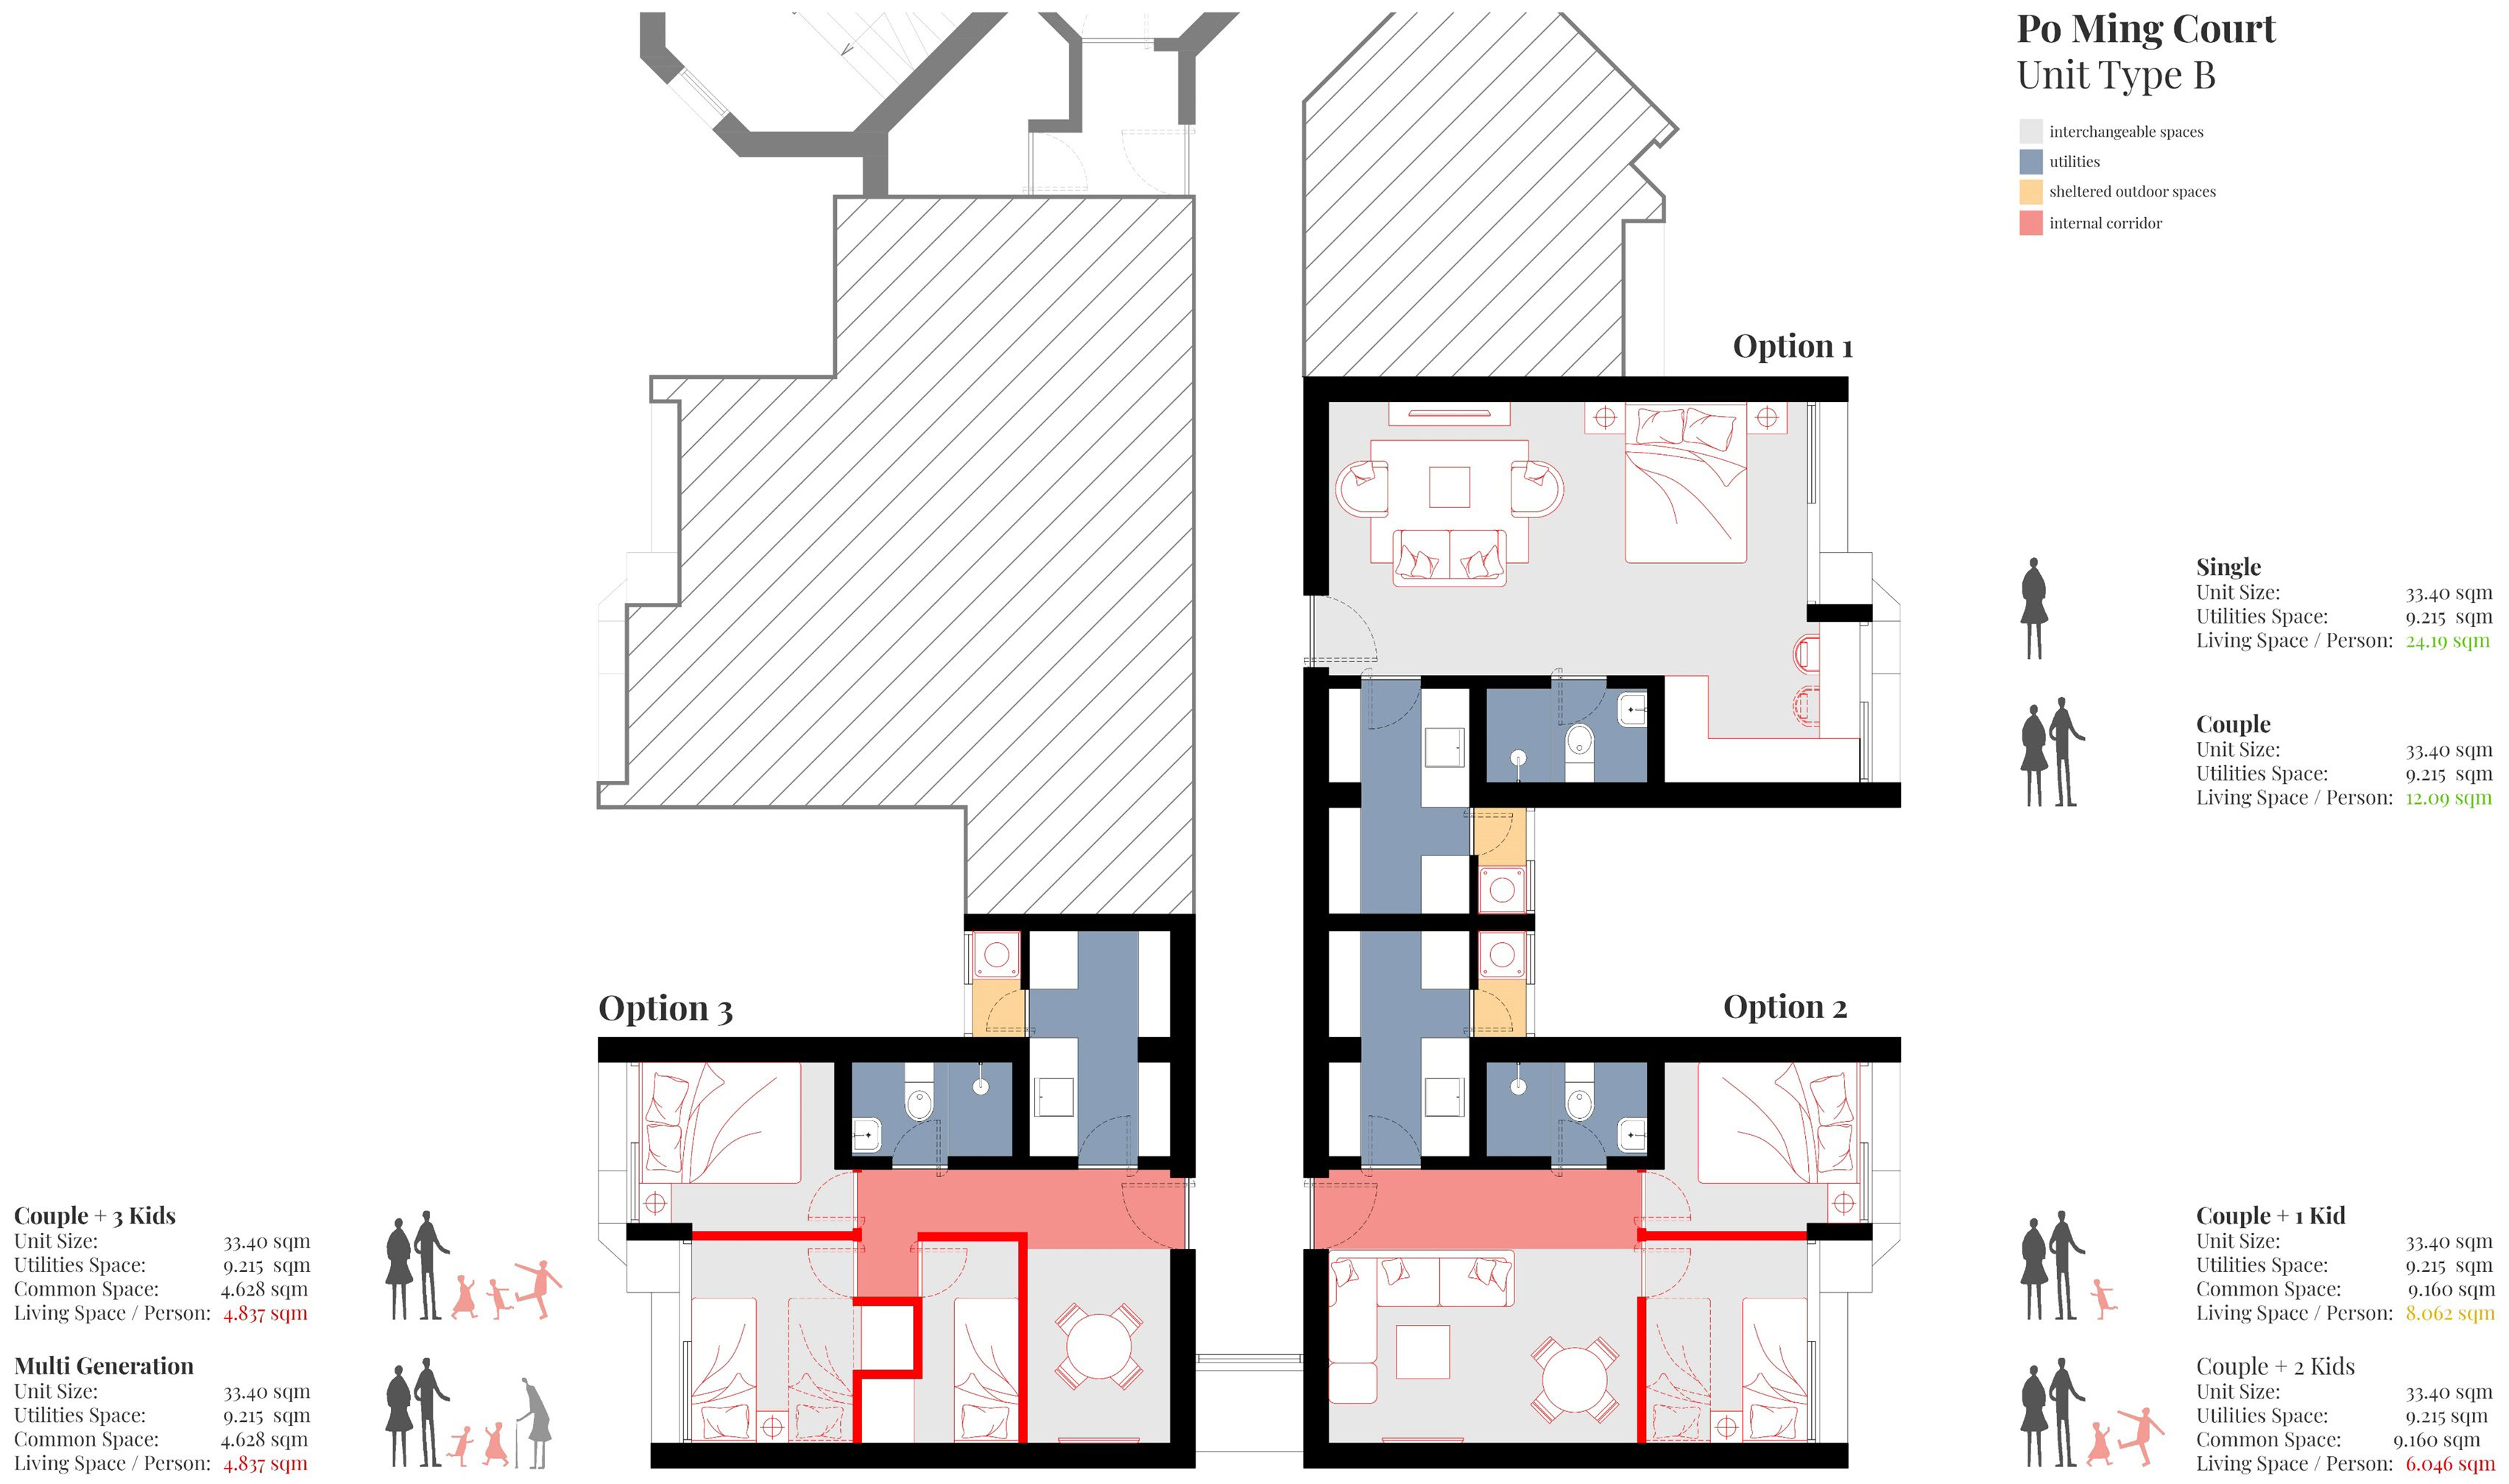 Po Ming Court
Unit Type B
interchangeable spaces
utilities
sheltered outdoor spaces
internal corridor
Option 1
Single
Unit Size: 33.40 sqm
Utilities Space: 9.215 sqm
Living Space / Person: 24.19 sqm
Couple
Unit Size: 33.40 sqm
Utilities Space: 9.215 sqm
Living Space / Person: 12.09 sqm
Option 3
Option 2
Couple + 3 Kids
Unit Size: 33.40 sqm
Utilities Space: 9.215 sqm
Common Space: 4.628 sqm
Living Space / Person: 4.837 sqm
Multi Generation
Unit Size: 33.40 sqm
Utilities Space: 9.215 sqm
Common Space: 4.628 sqm
Living Space / Person: 4.837 sqm
Couple + 1 Kid
Unit Size: 33.40 sqm
Utilities Space: 9.215 sqm
Common Space: 9.160 sqm
Living Space / Person: 8.062 sqm
Couple + 2 Kids
Unit Size: 33.40 sqm
Utilities Space: 9.215 sqm
Common Space: 9.160 sqm
Living Space / Person: 6.046 sqm